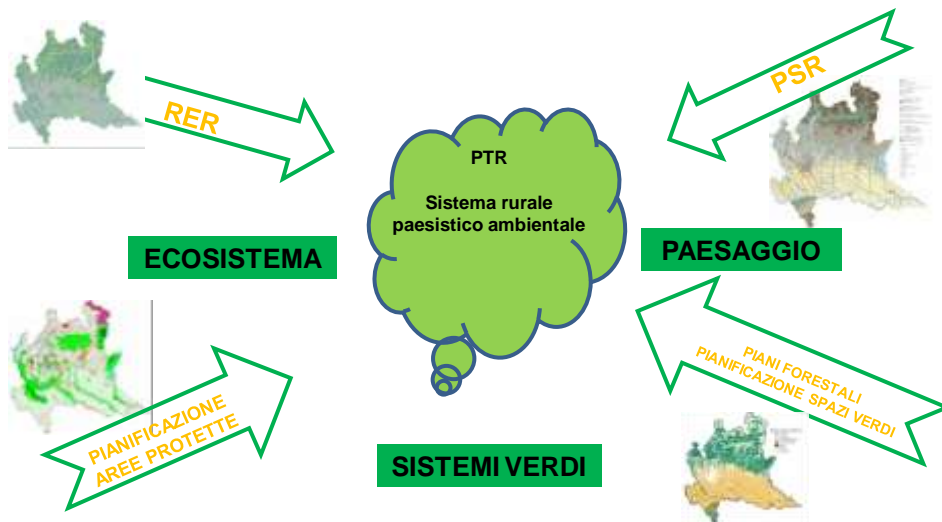 RER
PSR
PTR
Sistema rurale
paesistico ambientale
ECOSISTEMA
PAESAGGIO
PIANIFICAZIONE
AREE PROTETTE
PIANI FORESTALI
PIANIFICAZIONE SPAZI VERDI
SISTEMI VERDI